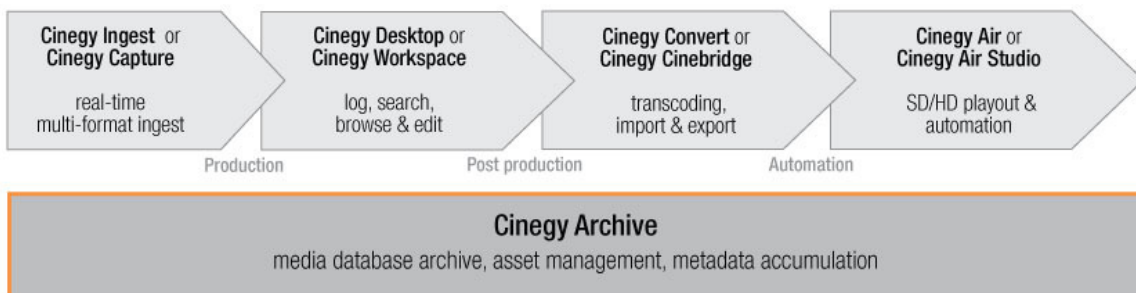 Cinegy Ingest or
Cinegy Capture
real-time
multi-format ingest
Cinegy Desktop or
Cinegy Workspace
log, search,
browse & edit
Cinegy Convert or
Cinegy Cinebridge
transcoding,
import & export
Cinegy Air or
Cinegy Air Studio
SD/HD playout &
automation
Production
Post production
Automation
Cinegy Archive
media database archive, asset management, metadata accumulation